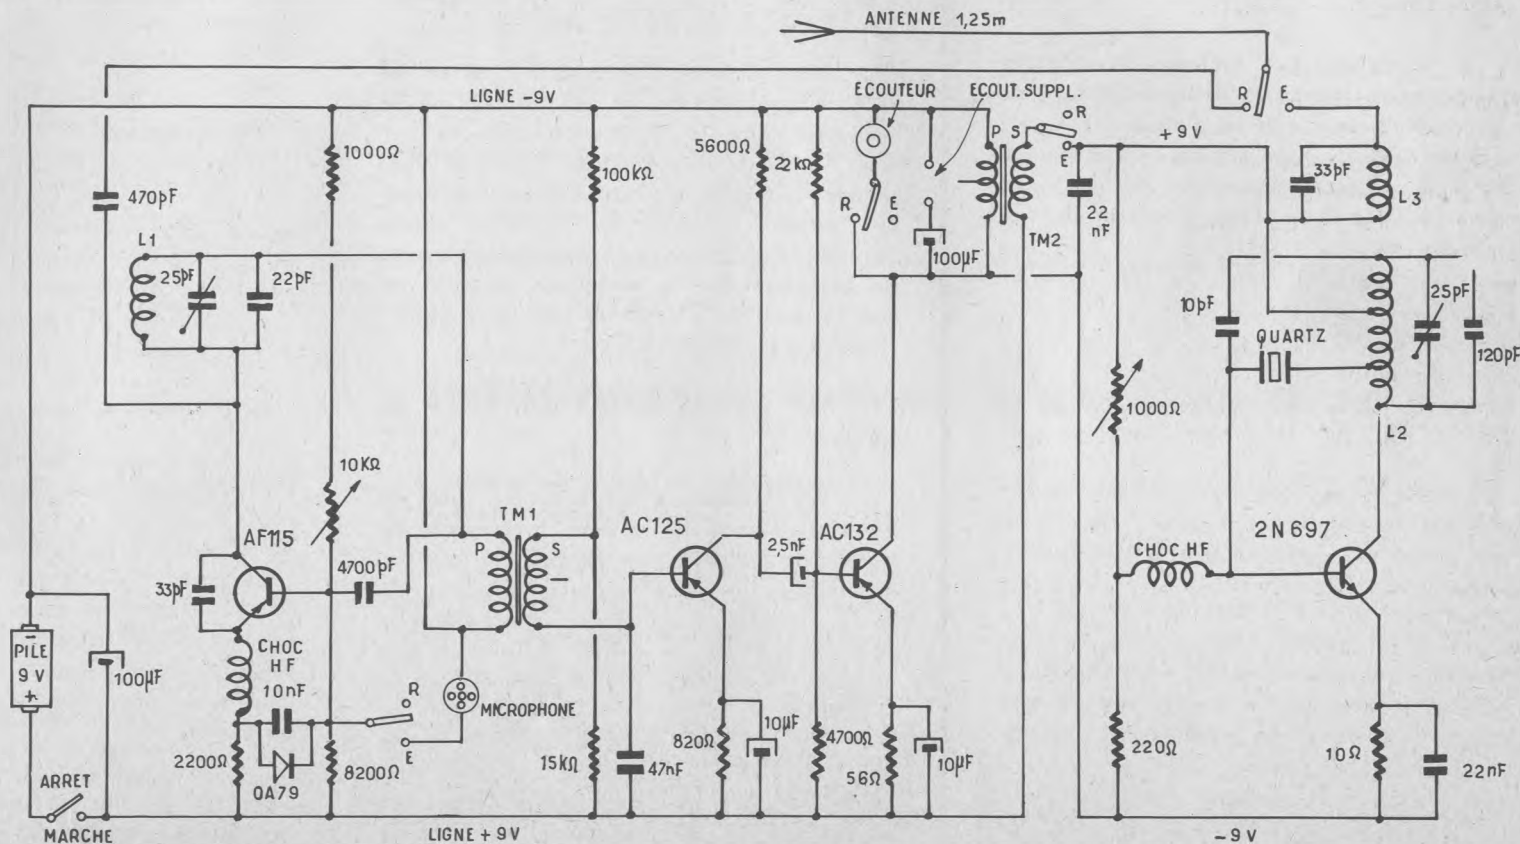 ANTENNE 1,25m
LIGNE -9V
ECOUTEUR
ECOUT. SUPPL.
R
E
R
P
S
+9V
E
1000Ω
100KΩ
5600Ω
22KΩ
470pF
33pF
L3
R
E
22
nF
TM2
L1
25pF
22pF
100µF
10pF
25pF
QUARTZ
120pF
1000Ω
L2
10KΩ
TM1
AF115
P
S
AC125
AC132
2N697
2,5nF
4700pF
CHOC HF
33pF
CHOC
HF
-
PILE
9V
+
100µF
10nF
R
MICROPHONE
E
10µF
2200Ω
8200Ω
15KΩ
47nF
820Ω
4700Ω
56Ω
10µF
220Ω
10Ω
22nF
OA79
ARRET
MARCHE
LIGNE +9V
-9V